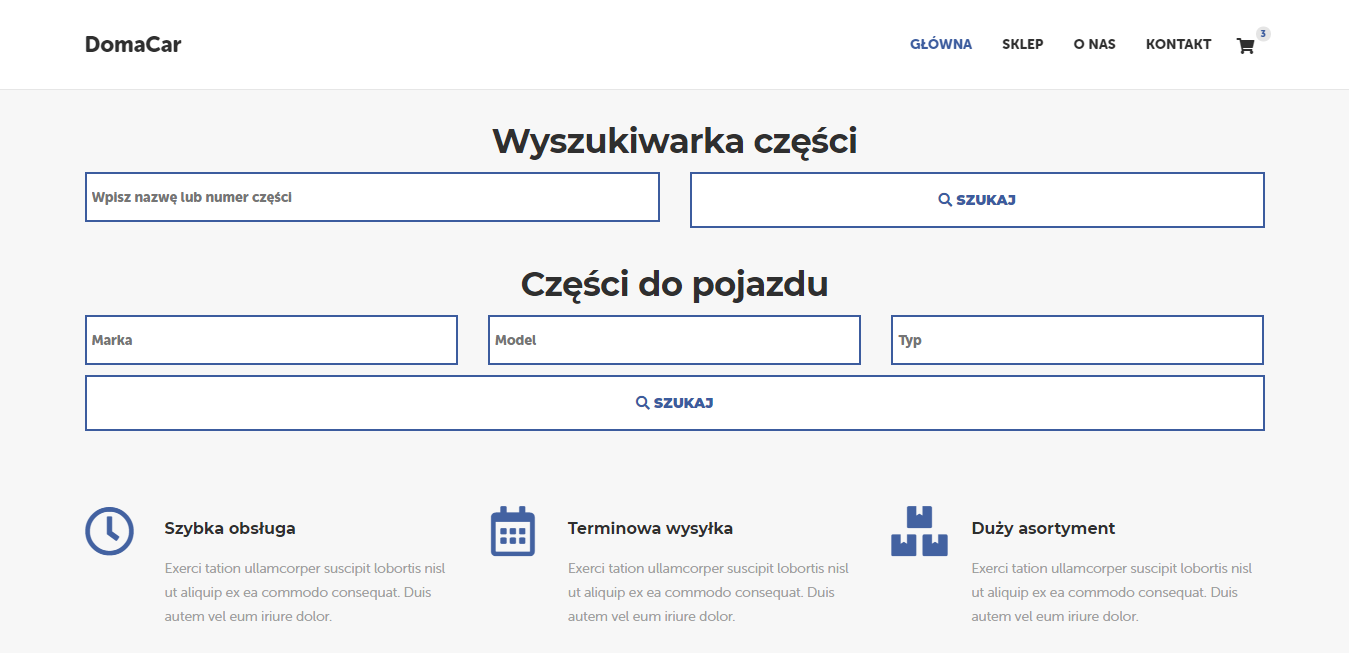 DomaCar
GŁÓWNA SKLEP O NAS KONTAKT 3
Wyszukiwarka części
Wpisz nazwę lub numer części
SZUKAJ
Części do pojazdu
Marka
Model
Typ
SZUKAJ
Szybka obsługa
Exerci tation ullamcorper suscipit lobortis nisl
ut aliquip ex ea commodo consequat. Duis
autem vel eum iriure dolor.
Terminowa wysyłka
Exerci tation ullamcorper suscipit lobortis nisl
ut aliquip ex ea commodo consequat. Duis
autem vel eum iriure dolor.
Duży asortyment
Exerci tation ullamcorper suscipit lobortis nisl
ut aliquip ex ea commodo consequat. Duis
autem vel eum iriure dolor.